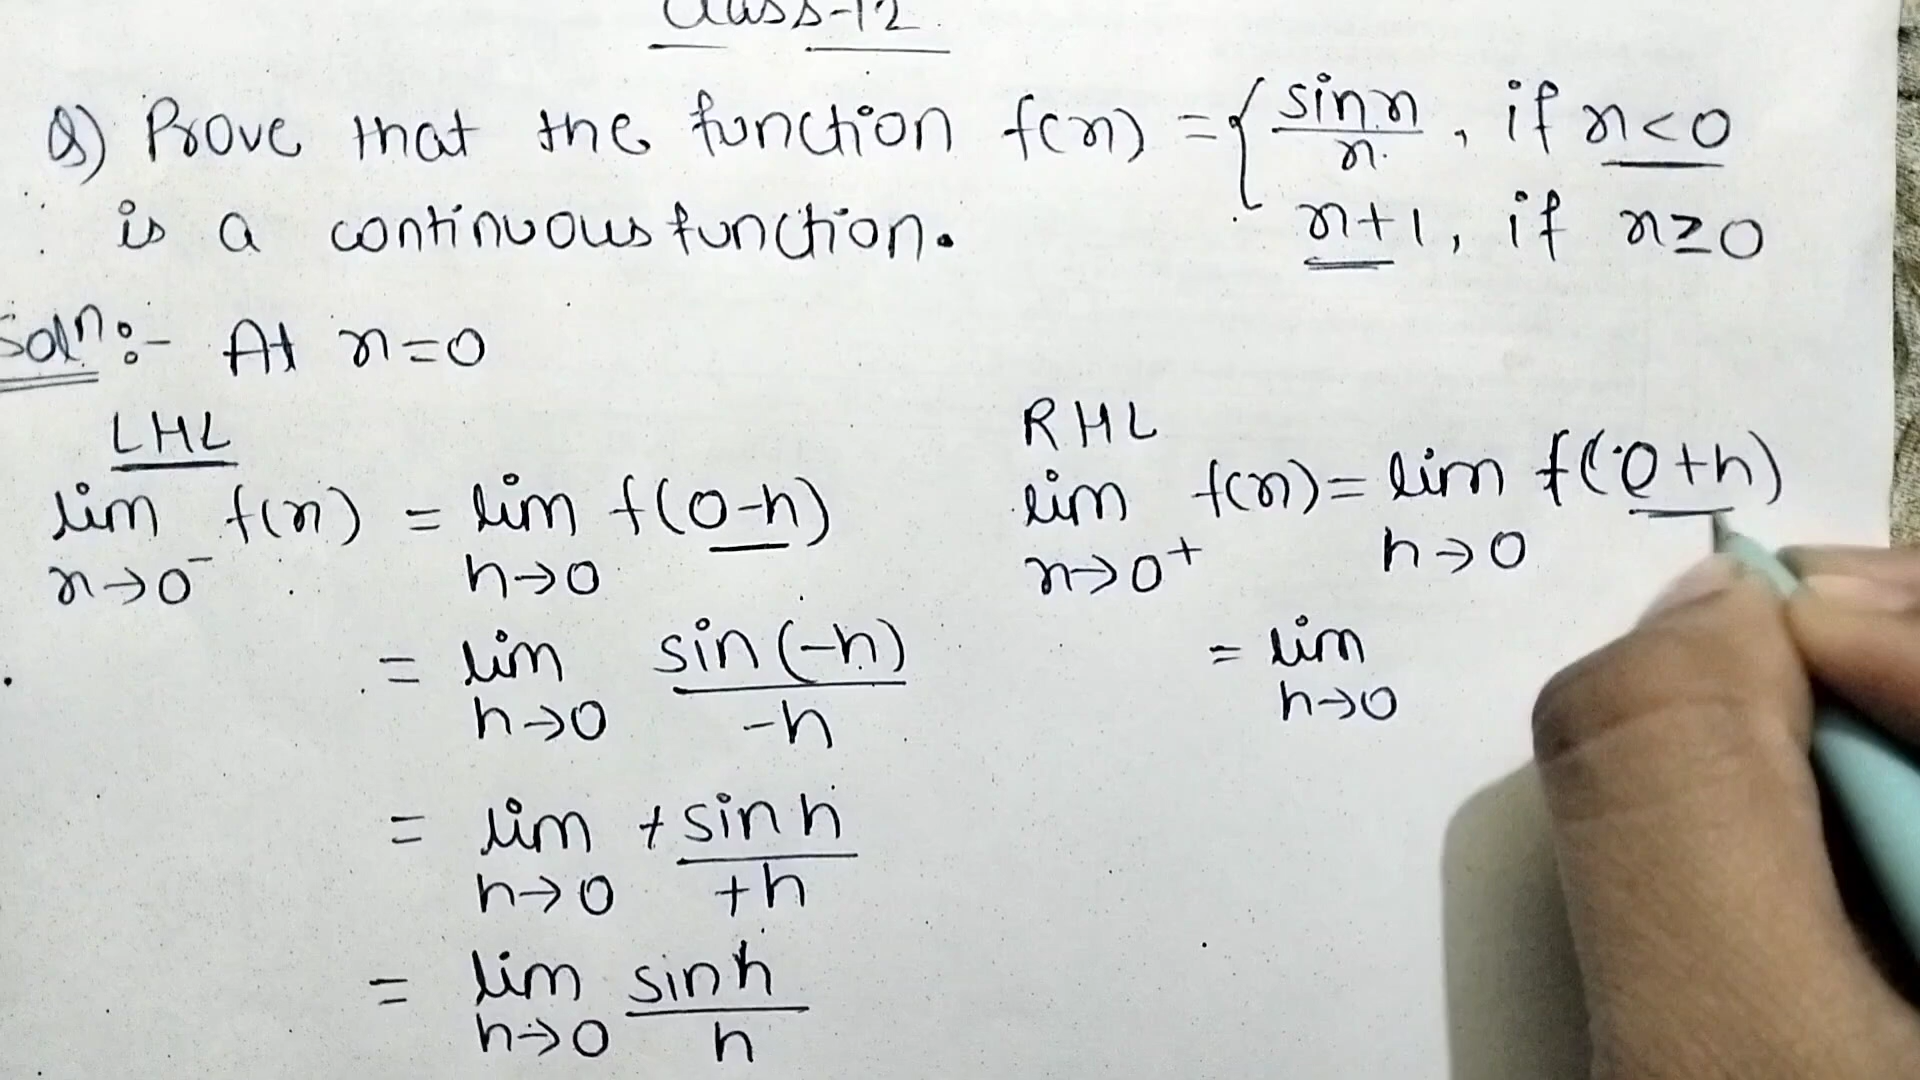 Class-12
Q) Prove that the function f(x) = { sin x / x , if x < 0
is a continuous function. x+1, if x ≥ 0
Soln:- At x=0
LHL
lim f(x) = lim f(0-h)
x→0⁻ h→0
= lim sin(-h)
h→0 -h
= lim + sin h
h→0 +h
= lim sin h
h→0 h
RHL
lim f(x) = lim f(0+h)
x→0+ h→0
= lim
h→0